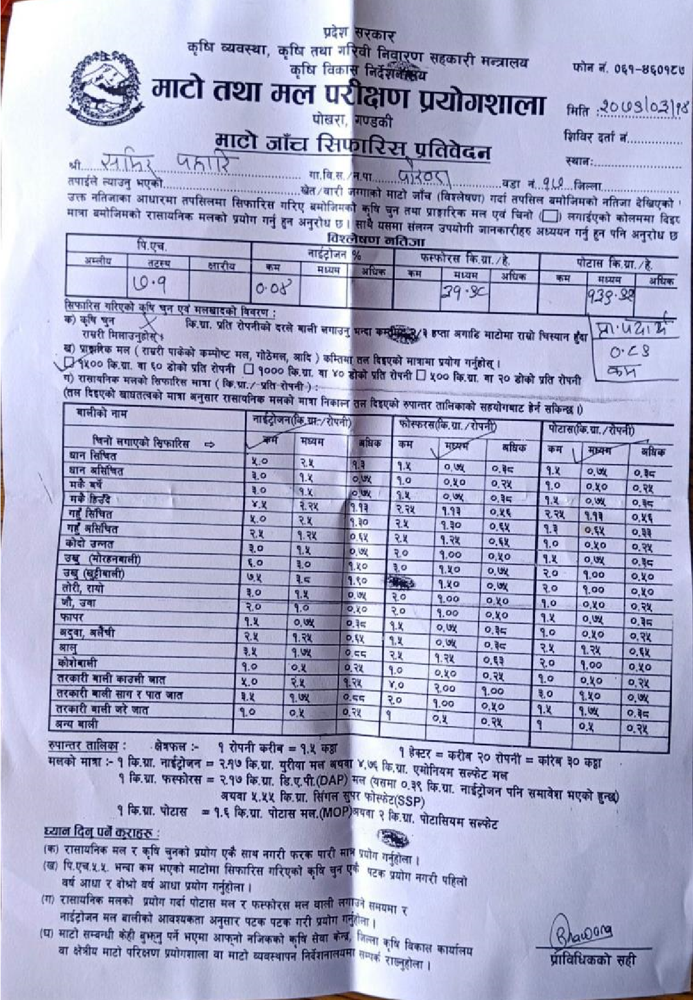 प्रदेश सरकार
कृषि व्यवस्था, कृषि तथा गरिवी निवारण सहकारी मन्त्रालय
कृषि विकास निर्देशनालय
फोन नं. ०६१-४६०१८७
माटो तथा मल परीक्षण प्रयोगशाला
मिति :२०७९/०३/१४
पोखरा, गण्डकी
शिविर दर्ता नं...............
माटो जाँच सिफारिस् प्रतिवेदन
स्थानः......................
श्री..... .....गा.बि.स./न.पा..... .....वडा नं. १७ जिल्ला.....
तपाईले ल्याउनु भएको.....खेत/बारी जग्गाको माटो जाँच (विश्लेषण) गर्दा तपसिल बमोजिमको नतिजा देखिएको
उक्त नतिजाका आधारमा तपसिलमा सिफारिस गरिए बमोजिमको कृषि चुन तथा प्राङ्गारिक मल एवं चिनो (☐) लगाईएको कोलममा दिइए
मात्रा बमोजिमको रासायनिक मलको प्रयोग गर्नु हुन अनुरोध छ। साथै यसमा संलग्न उपयोगी जानकारीहरु अध्ययन गर्नु हुन पनि अनुरोध छ
विश्लेषण नतिजा
पि.एच. नाईट्रोजन % फस्फोरस कि.ग्रा./हे. पोटास कि.ग्रा./हे.
अम्लीय तटस्थ क्षारीय कम मध्यम अधिक कम मध्यम अधिक कम मध्यम अधिक
७.१ ०.०४
सिफारिस गरिएको कृषि चुन एवं मलखादको विवरण :
क) कृषि चुन X कि.ग्रा. प्रति रोपनीको दरले बाली लगाउनु भन्दा २/३ हप्ता अगाडि माटोमा राम्रो चिस्यान हुँदा
राम्ररी मिलाउनुहोस्।
प्रा. पदार्थ
०.८९
कम
ख) प्राङ्गारिक मल ( राम्ररी पाकेको कम्पोष्ट मल, गोठेमल, आदि ) कम्तिमा तल दिइएको मात्रामा प्रयोग गर्नुहोस् ।
☐ १५०० कि.ग्रा. वा ६० डोको प्रति रोपनी ☐ १००० कि.ग्रा. वा ४० डोको प्रति रोपनी ☐ ५०० कि.ग्रा. वा २० डोको प्रति रोपनी
ग) रासायनिक मलको सिफारिस मात्रा ( कि.ग्रा./ प्रति रोपनी ) :
(तल दिइएको खाद्यतत्वको मात्रा अनुसार रासायनिक मलको मात्रा निकाल्न तल दिइएको रुपान्तर तालिकाको सहयोगबाट हेर्न सकिन्छ।)
बालीको नाम नाईट्रोजन(कि.ग्रा./रोपनी) फोस्फरस(कि.ग्रा./रोपनी) पोटास(कि.ग्रा./रोपनी)
चिनो लगाएको सिफारिस ⇨ कम मध्यम अधिक कम मध्यम अधिक कम मध्यम अधिक
धान सिंचित ५.० २.५ १.३ १.५ ०.७५ ०.३८ १.५ ०.७५ ०.३८
धान असिंचित ३.० १.५ ०.७५ १.० ०.५० ०.२५ १.० ०.५० ०.२५
मकै बर्षे ३.० १.५ ०.७५ १.५ ०.७५ ०.३८ १.५ ०.७५ ०.३८
मकै हिउँदे ४.५ २.२५ १.१३ २.२५ १.१३ ०.५६ २.२५ १.१३ ०.५६
गहुँ सिंचित ५.० २.५ १.३० २.५ १.३० ०.६५ १.३ ०.६५ ०.३३
गहुँ असिंचित २.५ १.२५ ०.६५ २.५ १.२५ ०.६५ १.० ०.५० ०.२५
कोदो उन्नत ३.० १.५ ०.७५ २.० १.०० ०.५० १.५ ०.७५ ०.३८
उखु (मोरहनबाली) ६.० ३.० १.५० ३.० १.५० ०.७५ २.० १.०० ०.५०
उखु (खुट्टीबाली) ७.५ ३.८ १.९० १.५० ०.७५ २.० १.०० ०.५०
तोरी, रायो ३.० १.५ ०.७५ २.० १.०० ०.५० १.० ०.५० ०.२५
जौ, उवा २.० १.० ०.५० २.० १.०० ०.५० १.५ ०.७५ ०.३८
फापर १.५ ०.७५ ०.३८ १.५ ०.७५ ०.३८ १.० ०.५० ०.२५
अदुवा, अलैंची २.५ १.२५ ०.६५ १.५ ०.७५ ०.३८ २.५ १.२५ ०.६५
आलु ३.५ १.७५ ०.८८ २.५ १.२५ ०.६३ २.० १.०० ०.५०
कोशेबाली १.० ०.५ ०.२५ १.० ०.५० ०.२५ १.० ०.५० ०.२५
तरकारी बाली काउली जात ५.० २.५ १.२५ ४.० २.०० १.०० ३.० १.५० ०.७५
तरकारी बाली साग र पात जात ३.५ १.७५ ०.८८ २.० १.०० ०.५० १.५ १.७५ ०.३८
तरकारी बाली जरे जात १.० ०.५ ०.२५ १ ०.५ ०.२५ १ ०.५ ०.२५
अन्य बाली
रुपान्तर तालिका : क्षेत्रफल :- १ रोपनी करीब = १.५ कठ्ठा १ हेक्टर = करीब २० रोपनी = करिब ३० कठ्ठा
मलको मात्रा :- १ कि.ग्रा. नाईट्रोजन = २.१७ कि.ग्रा. युरीया मल अथवा ४.७६ कि.ग्रा. एमोनियम सल्फेट मल
१ कि.ग्रा. फस्फोरस = २.१७ कि.ग्रा. डि.ए.पी.(DAP) मल (यसमा ०.३९ कि.ग्रा. नाईट्रोजन पनि समावेश भएको हुन्छ)
अथवा ५.५५ कि.ग्रा. सिंगल सुपर फोस्फेट(SSP)
१ कि.ग्रा. पोटास = १.६ कि.ग्रा. पोटास मल.(MOP)अथवा २ कि.ग्रा. पोटासियम सल्फेट
ध्यान दिनु पर्ने कुराहरु :
(क) रासायनिक मल र कृषि चुनको प्रयोग एकै साथ नगरी फरक पारी मात्र प्रयोग गर्नुहोला ।
(ख) पि.एच.५.५. भन्दा कम भएको माटोमा सिफारिस गरिएको कृषि चुन एकै पटक प्रयोग नगरी पहिलो
वर्ष आधा र दोश्रो वर्ष आधा प्रयोग गर्नुहोला ।
(ग) रासायनिक मलको प्रयोग गर्दा पोटास मल र फस्फोरस मल बाली लगाउने समयमा र
नाईट्रोजन मल बालीको आवश्यकता अनुसार पटक पटक गरी प्रयोग गर्नुहोला ।
(घ) माटो सम्बन्धी केही बुझ्नु पर्ने भएमा आफ्नो नजिकको कृषि सेवा केन्द्र, जिल्ला कृषि विकास कार्यालय
वा क्षेत्रीय माटो परिक्षण प्रयोगशाला वा माटो व्यवस्थापन निर्देशनालयमा सम्पर्क राख्नुहोला ।
प्राविधिकको सही